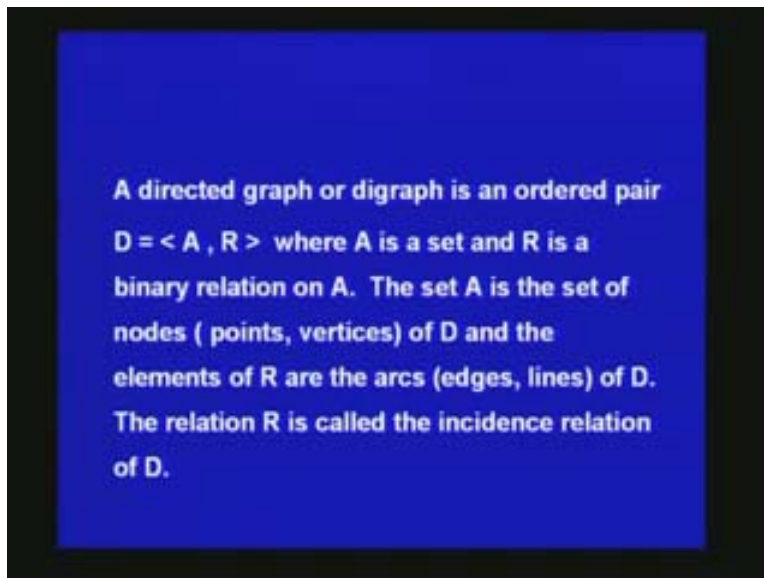 A directed graph or digraph is an ordered pair
D = < A , R > where A is a set and R is a
binary relation on A. The set A is the set of
nodes ( points, vertices) of D and the
elements of R are the arcs (edges, lines) of D.
The relation R is called the incidence relation
of D.